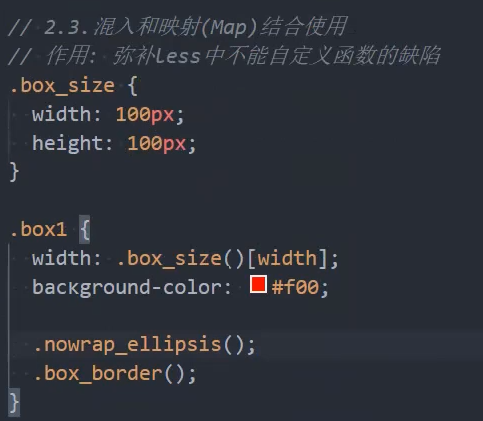 // 2.3.混入和映射(Map)结合使用
// 作用: 弥补less中不能自定义函数的缺陷
.box_size {
width: 100px;
height: 100px;
}
.box1 {
width: .box_size()[width];
background-color: #f00;
.nowrap_ellipsis();
.box_border();
}